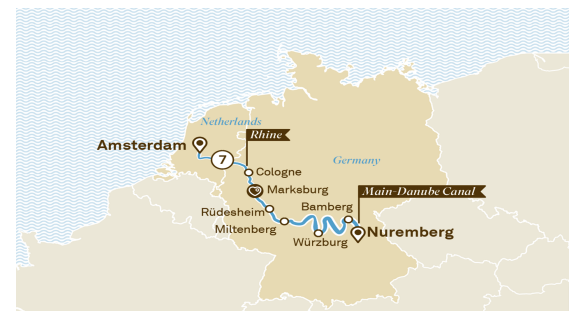 Netherlands
Rhine
Amsterdam
7
Germany
Cologne
Marksburg
Main-Danube Canal
Rüdesheim
Bamberg
Miltenberg
Nuremberg
Würzburg